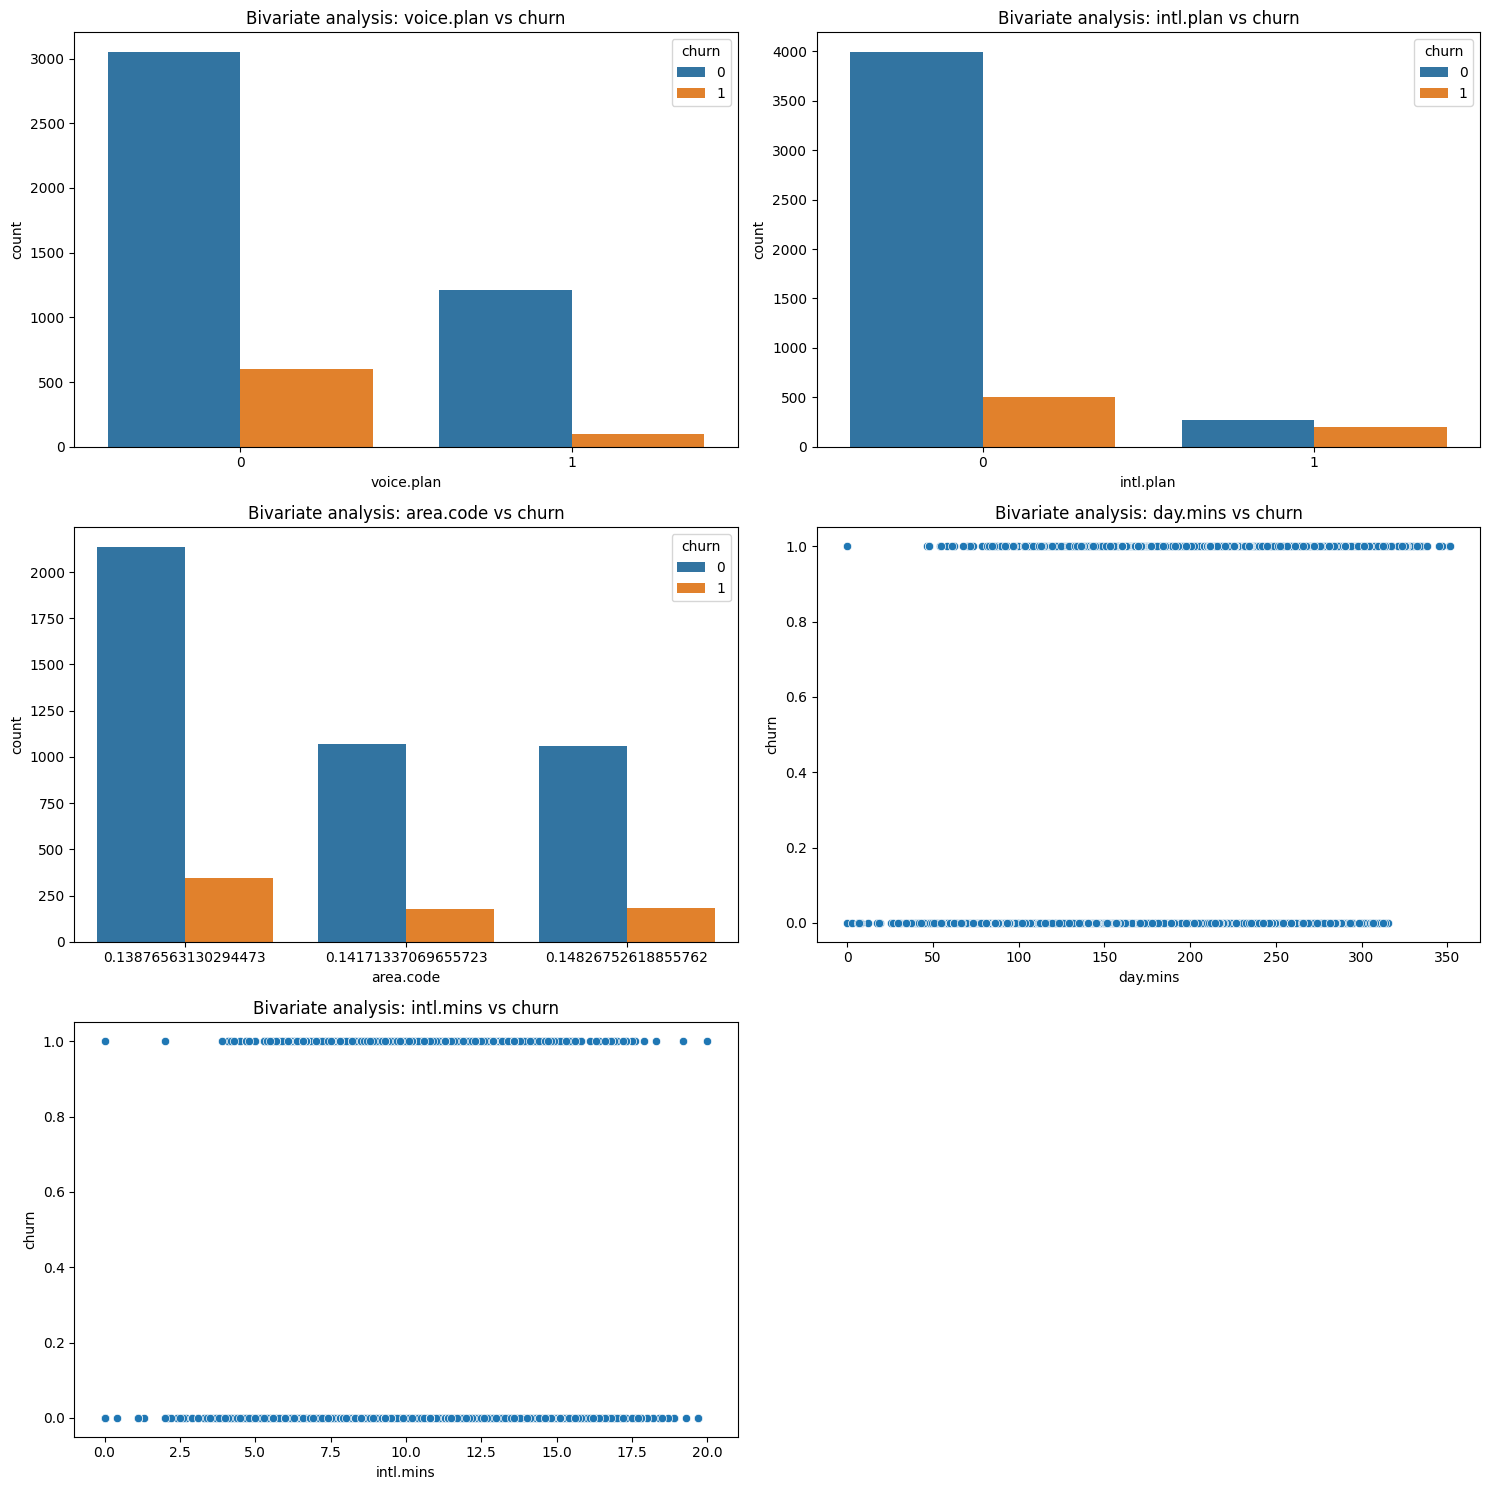 Bivariate analysis: voice.plan vs churn
churn
0
1
3000
2500
2000
1500
1000
500
0
count
0 1
voice.plan
Bivariate analysis: intl.plan vs churn
churn
0
1
4000
3500
3000
2500
2000
1500
1000
500
0
count
0 1
intl.plan
Bivariate analysis: area.code vs churn
churn
0
1
2000
1750
1500
1250
1000
750
500
250
0
count
0.13876563130294473 0.14171337069655723 0.14826752618855762
area.code
Bivariate analysis: day.mins vs churn
1.0
0.8
0.6
0.4
0.2
0.0
churn
0 50 100 150 200 250 300 350
day.mins
Bivariate analysis: intl.mins vs churn
1.0
0.8
0.6
0.4
0.2
0.0
churn
0.0 2.5 5.0 7.5 10.0 12.5 15.0 17.5 20.0
intl.mins